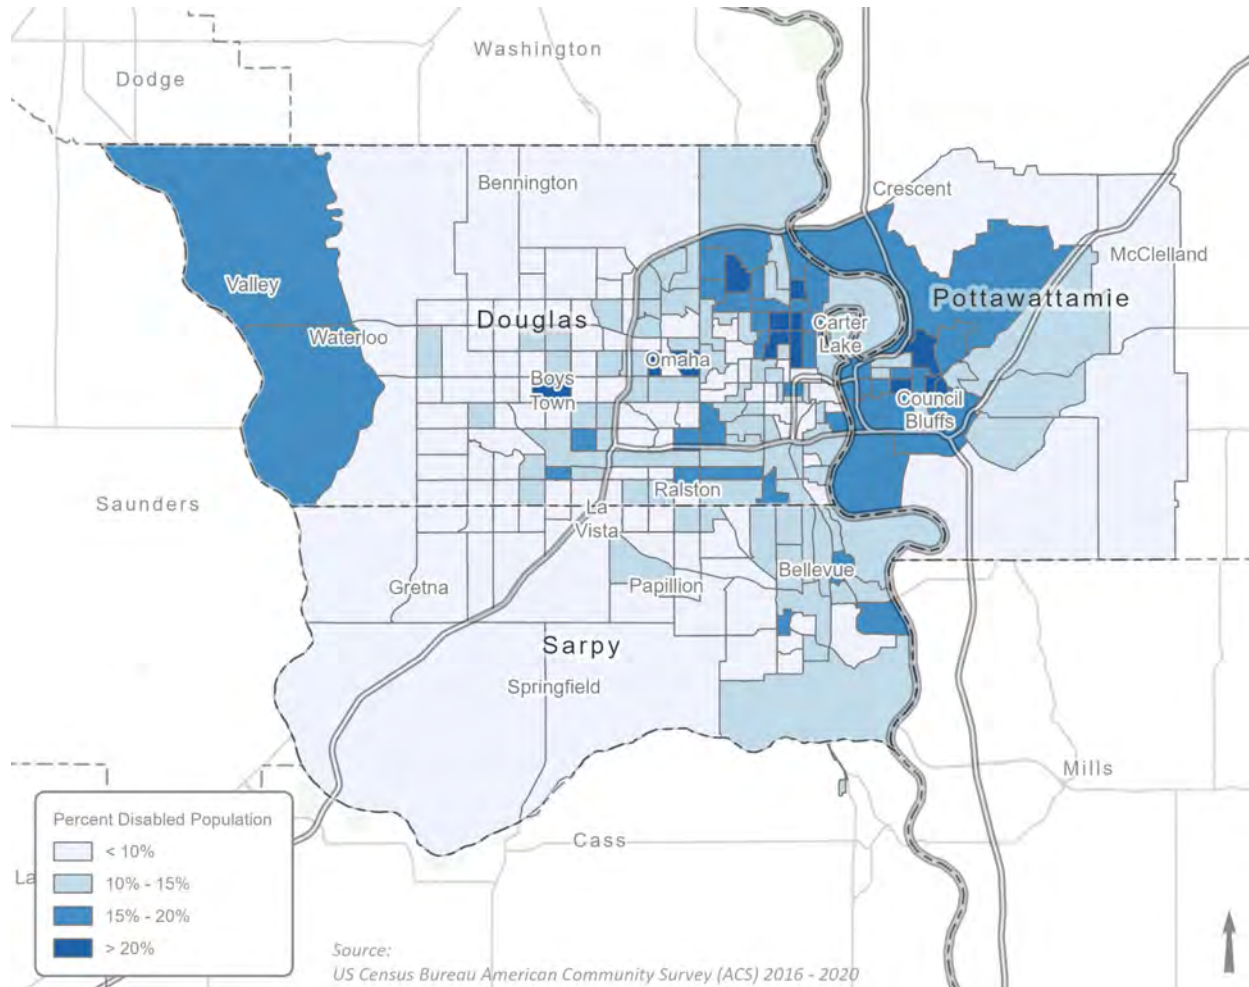 Washington
Dodge
Bennington
Crescent
McClelland
Valley
Pottawattamie
Douglas
Waterloo
Carter
Lake
Omaha
Boys
Town
Council
Bluffs
Saunders
Ralston
La
Vista
Bellevue
Gretna
Papillion
Sarpy
Springfield
Mills
Cass
La
Percent Disabled Population
< 10%
10% - 15%
15% - 20%
> 20%
Source:
US Census Bureau American Community Survey (ACS) 2016 - 2020